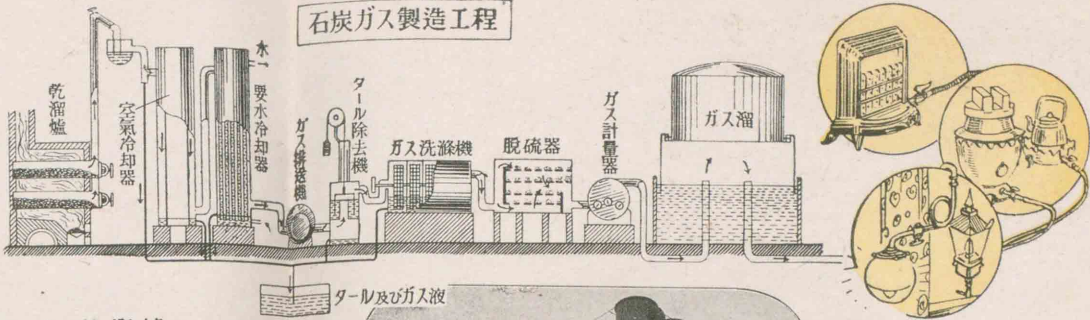 石炭ガス製造工程
乾溜爐
空氣冷却器
水
要水冷却器
ガス排送機
タール除去機
ガス洗滌機
脱硫器
ガス計量器
ガス溜
タール及びガス液